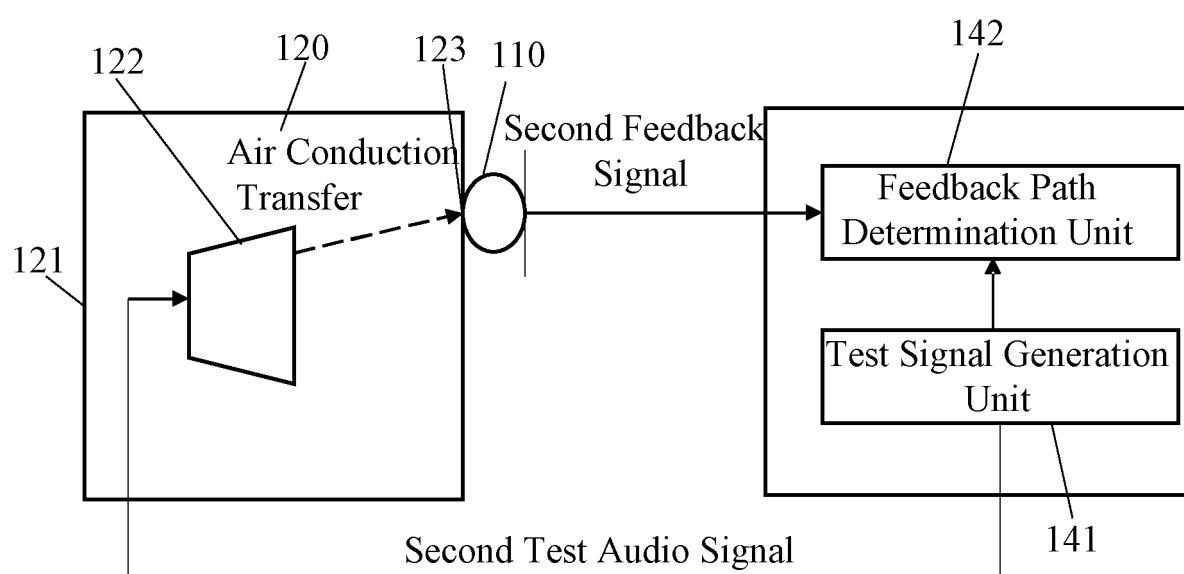 142
120
123
110
122
Second Feedback
Signal
Air Conduction
Transfer
Feedback Path
Determination Unit
121
Test Signal Generation
Unit
141
Second Test Audio Signal